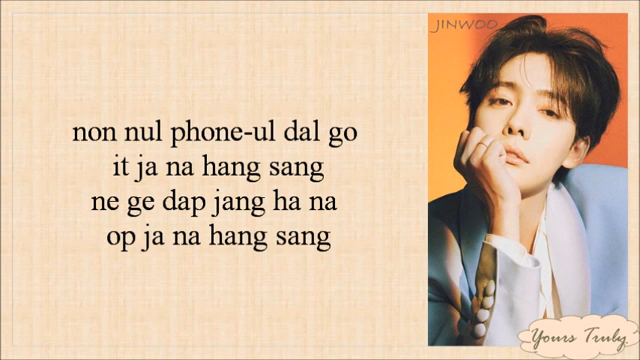 JINWOO
non nul phone-ul dal go
it ja na hang sang
ne ge dap jang ha na
op ja na hang sang
Yours Truly